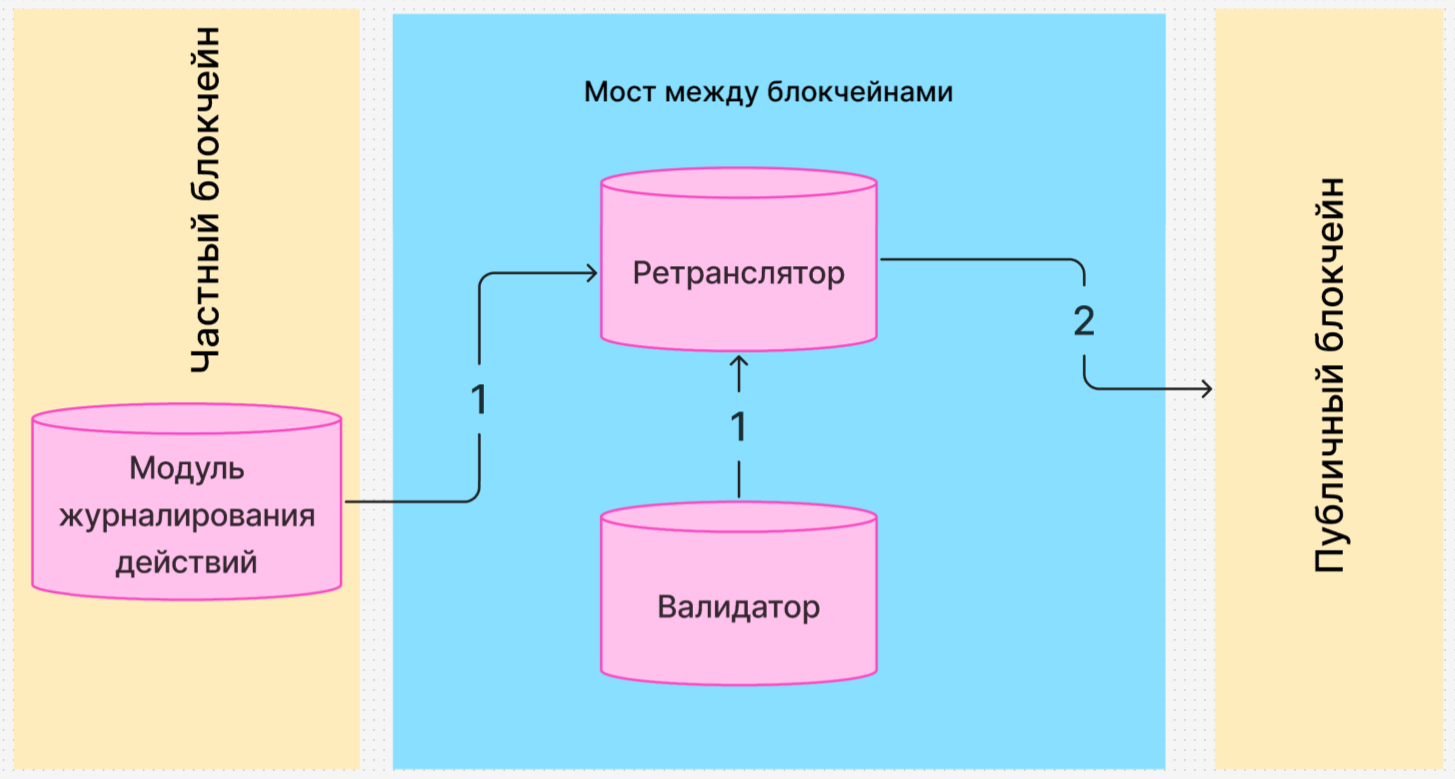 Частный блокчейн
Модуль
журналирования
действий
Мост между блокчейнами
Ретранслятор
1
1
Валидатор
2
Публичный блокчейн